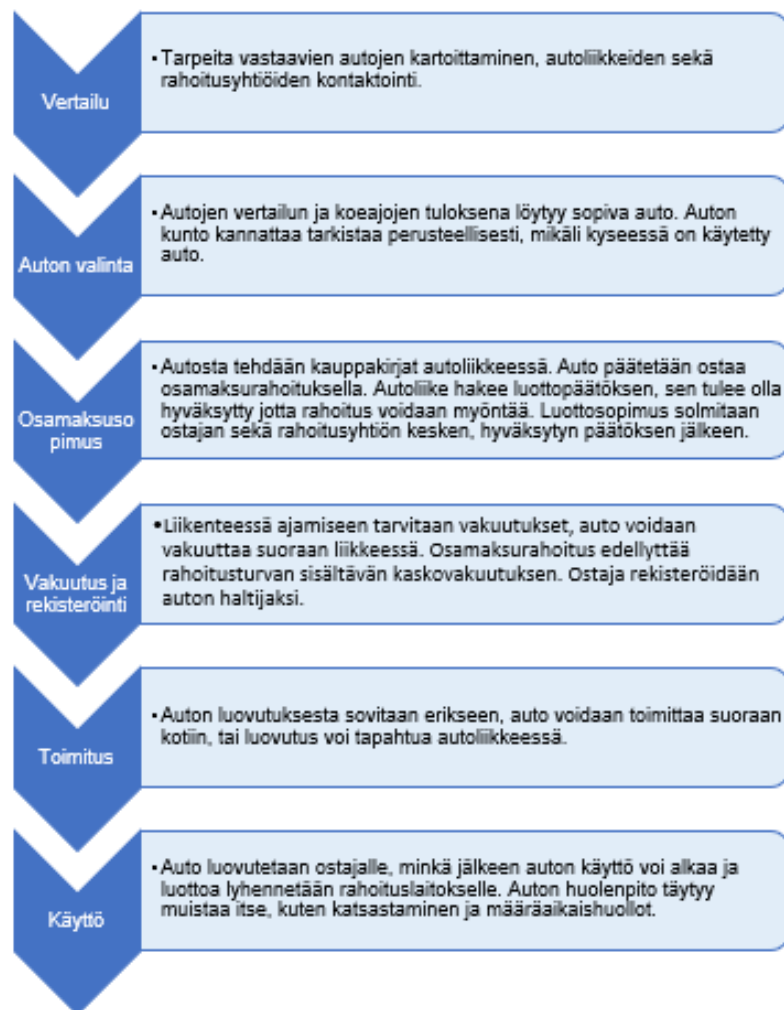 Vertailu
• Tarpeita vastaavien autojen kartoittaminen, autoliikkeiden sekä
rahoitusyhtiöiden kontaktointi.
Auton valinta
• Autojen vertailun ja koeajojen tuloksena löytyy sopiva auto. Auton
kunto kannattaa tarkistaa perusteellisesti, mikäli kyseessä on käytetty
auto.
Osamaksuso
pimus
• Autosta tehdään kauppakirjat autoliikkeessä. Auto päätetään ostaa
osamaksurahoituksella. Autoliike hakee luottopäätöksen, sen tulee olla
hyväksytty jotta rahoitus voidaan myöntää. Luottosopimus solmitaan
ostajan sekä rahoitusyhtiön kesken, hyväksytyn päätöksen jälkeen.
Vakuutus ja
rekisteröinti
• Liikenteessä ajamiseen tarvitaan vakuutukset, auto voidaan
vakuuttaa suoraan liikkeessä. Osamaksurahoitus edellyttää
rahoitusturvan sisältävän kaskovakuutuksen. Ostaja rekisteröidään
auton haltijaksi.
Toimitus
• Auton luovutuksesta sovitaan erikseen, auto voidaan toimittaa suoraan
kotiin, tai luovutus voi tapahtua autoliikkeessä.
Käyttö
• Auto luovutetaan ostajalle, minkä jälkeen auton käyttö voi alkaa ja
luottoa lyhennetään rahoituslaitokselle. Auton huolenpito täytyy
muistaa itse, kuten katsastaminen ja määräaikaishuollot.